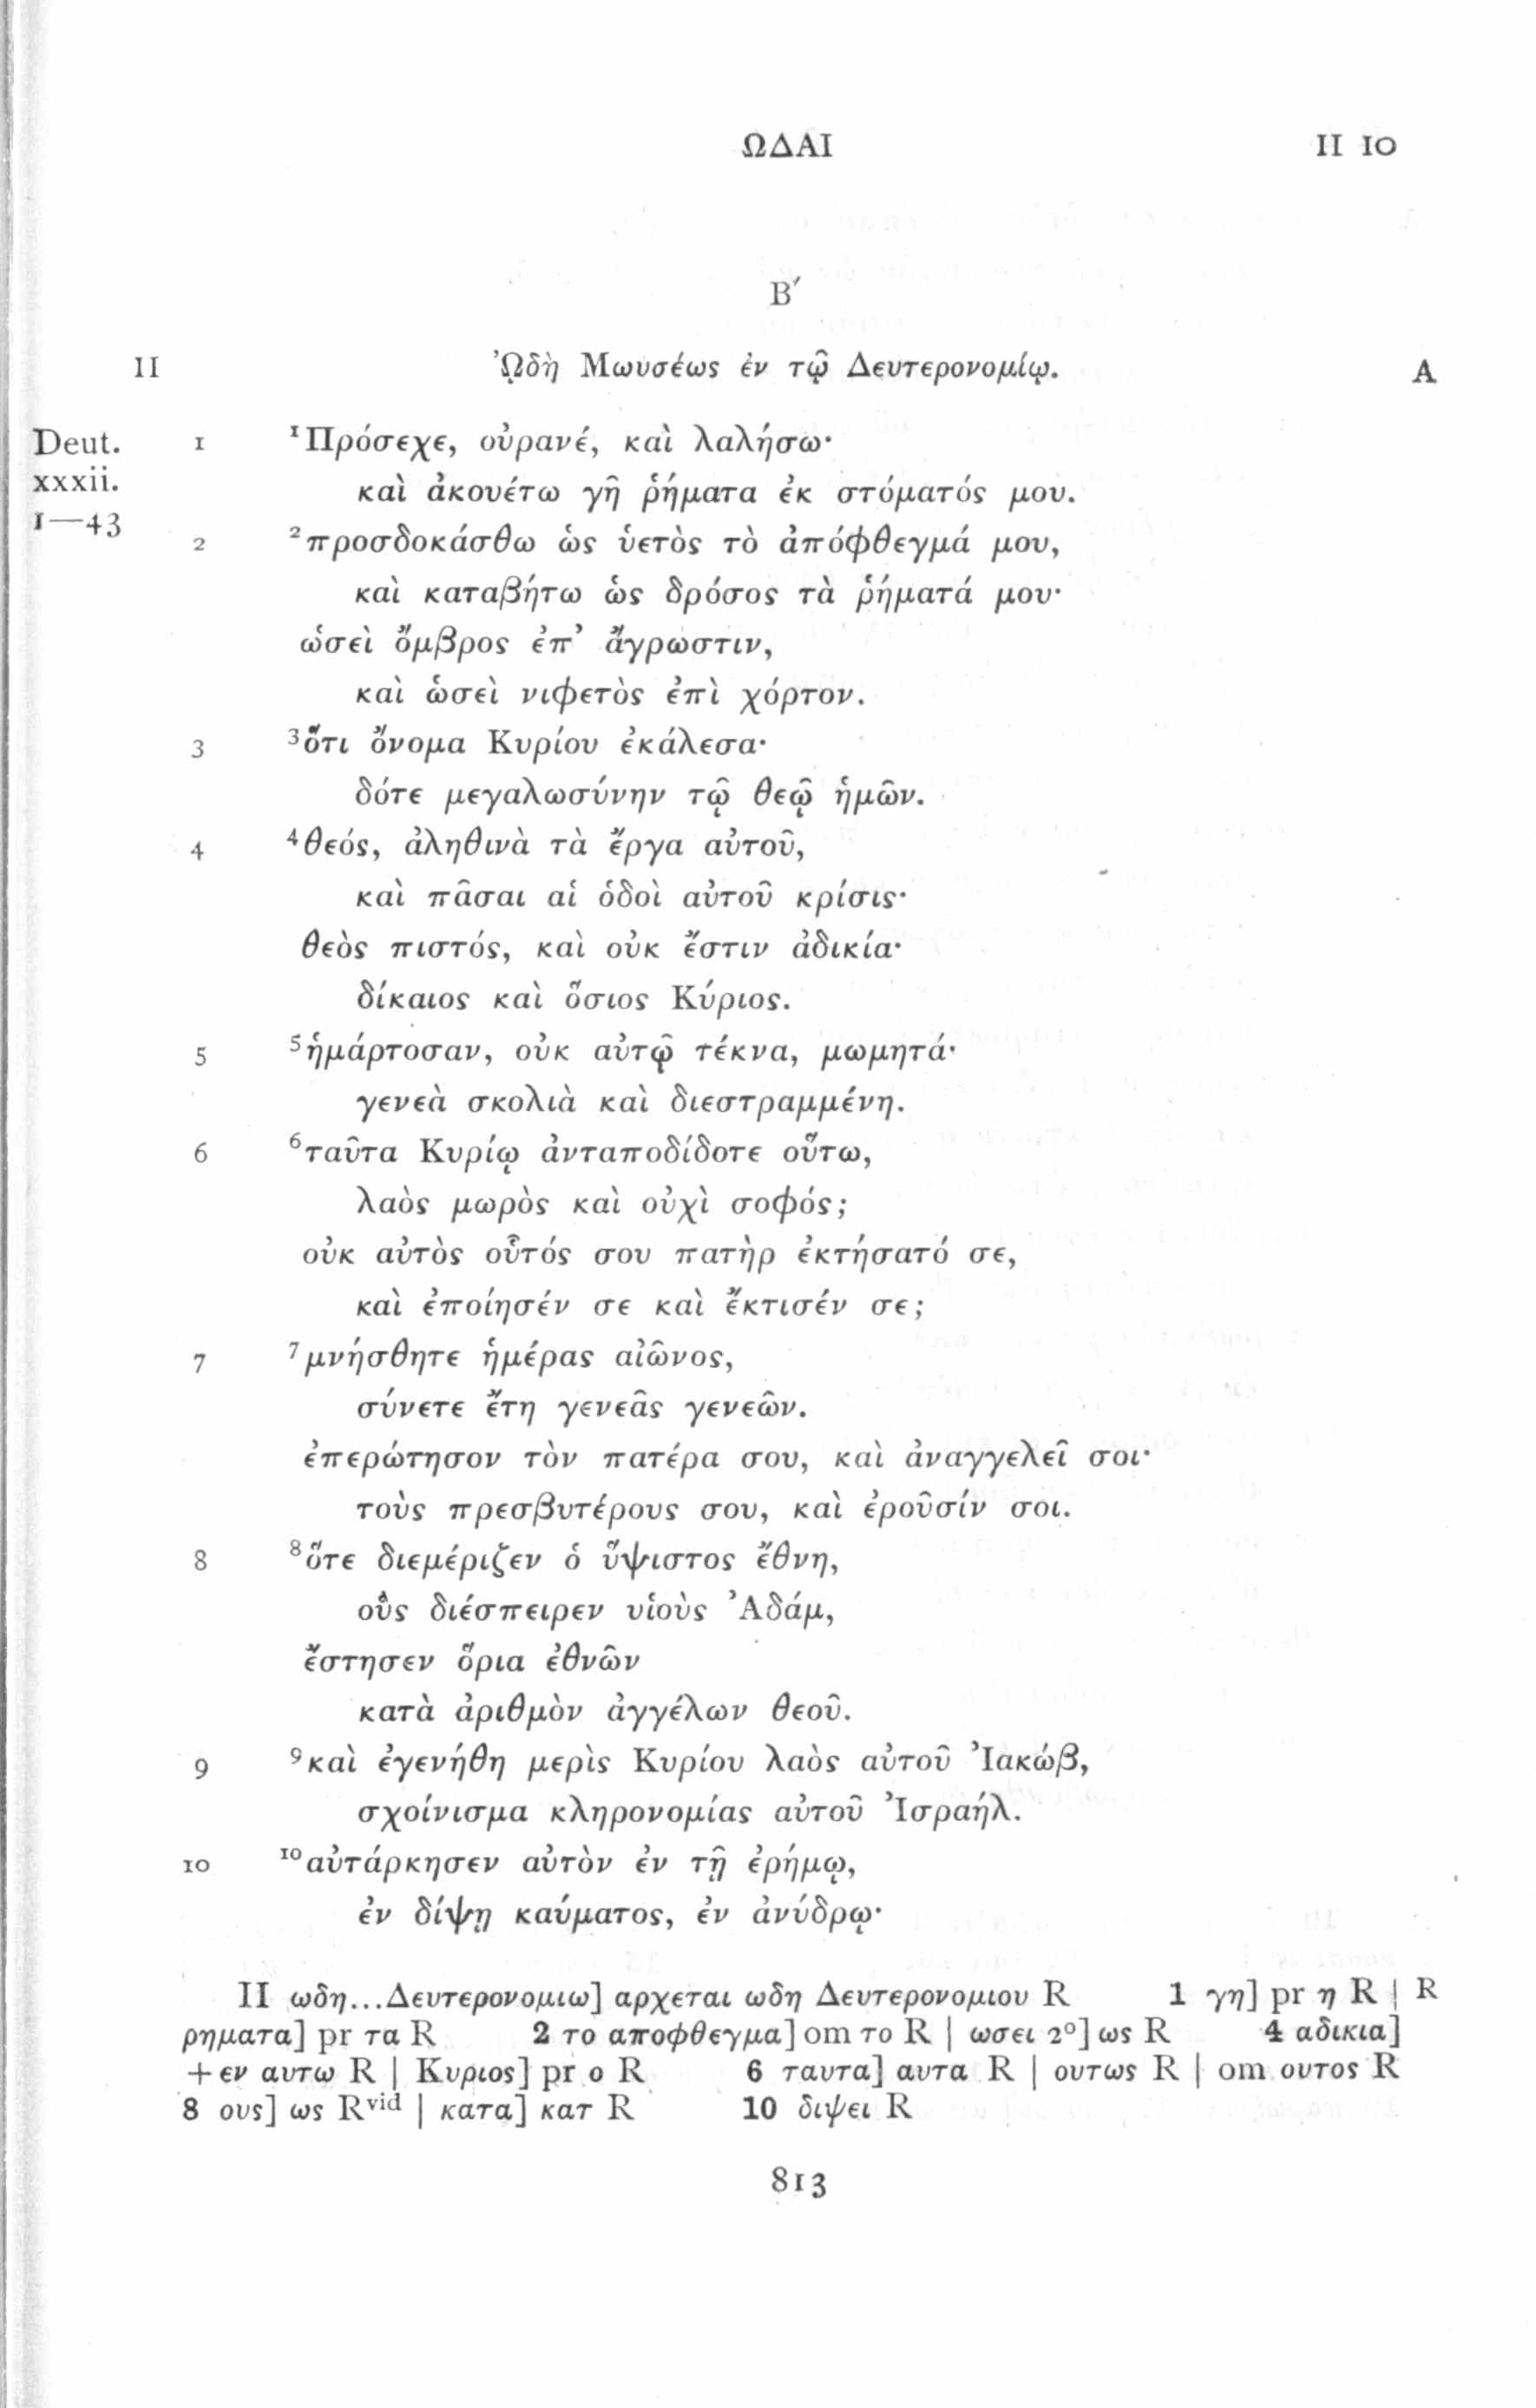 ΩΔΑΙ II 10
Β′
II Ὠ̣δὴ Μωυσέως ἐν τῷ Δευτερονομίῳ. A
Deut. 1 ¹Πρόσεχε, οὐρανέ, καὶ λαλήσω·
xxxii. καὶ ἀκουέτω γῆ ῥήματα ἐκ στόματός μου.
1—43
2 ²προσδοκάσθω ὡς ὑετὸς τὸ ἀπόφθεγμά μου,
καὶ καταβήτω ὡς δρόσος τὰ ῥήματά μου·
ὡσεὶ ὄμβρος ἐπ’ ἄγρωστιν,
καὶ ὡσεὶ νιφετὸς ἐπὶ χόρτον.
3 ³ὅτι ὄνομα Κυρίου ἐκάλεσα·
δότε μεγαλωσύνην τῷ θεῷ ἡμῶν.
4 ⁴θεός, ἀληθινὰ τὰ ἔργα αὐτοῦ,
καὶ πᾶσαι αἱ ὁδοὶ αὐτοῦ κρίσις·
θεὸς πιστός, καὶ οὐκ ἔστιν ἀδικία·
δίκαιος καὶ ὅσιος Κύριος.
5 ⁵ἡμάρτοσαν, οὐκ αὐτῷ τέκνα, μωμητά·
γενεὰ σκολιὰ καὶ διεστραμμένη.
6 ⁶ταῦτα Κυρίῳ ἀνταποδίδοτε οὕτω,
λαὸς μωρὸς καὶ οὐχὶ σοφός;
οὐκ αὐτὸς οὗτός σου πατὴρ ἐκτήσατό σε,
καὶ ἐποίησέν σε καὶ ἔκτισέν σε;
7 ⁷μνήσθητε ἡμέρας αἰῶνος,
σύνετε ἔτη γενεᾶς γενεῶν.
ἐπερώτησον τὸν πατέρα σου, καὶ ἀναγγελεῖ σοι·
τοὺς πρεσβυτέρους σου, καὶ ἐροῦσίν σοι.
8 ⁸ὅτε διεμέριζεν ὁ ὕψιστος ἔθνη,
οὓς διέσπειρεν υἱοὺς Ἀδάμ,
ἔστησεν ὅρια ἐθνῶν
κατὰ ἀριθμὸν ἀγγέλων θεοῦ.
9 ⁹καὶ ἐγενήθη μερὶς Κυρίου λαὸς αὐτοῦ Ἰακώβ,
σχοίνισμα κληρονομίας αὐτοῦ Ἰσραήλ.
10 ¹⁰αὐτάρκησεν αὐτὸν ἐν τῇ ἐρήμῳ,
ἐν δίψῃ καύματος, ἐν ἀνύδρῳ·
II ωδη...Δευτερονομιω] αρχεται ωδη Δευτερονομιου R 1 γη] pr η R | R
ρηματα] pr τα R 2 το αποφθεγμα] om το R | ωσει 2º] ως R 4 αδικια]
+εν αυτω R | Κυριος] pr ο R 6 ταυτα] αυτα R | ουτως R | om ουτος R
8 ους] ως Rᵛⁱᵈ | κατα] κατ R 10 διψει R
813